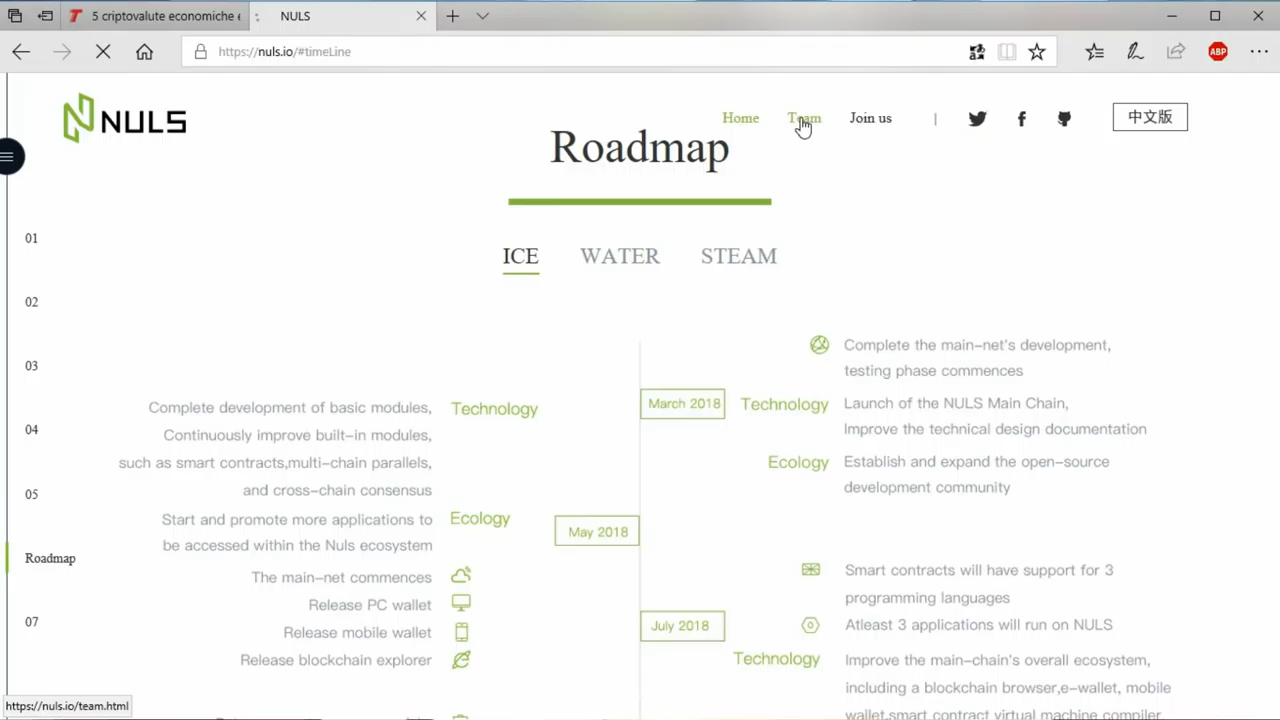 5 criptovalute economiche e
NULS
https://nuls.io/#timeLine
ABP
NULS
Home
Team
Join us
中文版
Roadmap
ICE
WATER
STEAM
01
02
03
04
05
Roadmap
07
Complete the main-net's development,
testing phase commences
March 2018
Technology
Launch of the NULS Main Chain,
Improve the technical design documentation
Ecology
Establish and expand the open-source
development community
Complete development of basic modules,
Continuously improve built-in modules,
such as smart contracts,multi-chain parallels,
and cross-chain consensus
Technology
Start and promote more applications to
be accessed within the Nuls ecosystem
Ecology
May 2018
The main-net commences
Release PC wallet
Release mobile wallet
Release blockchain explorer
Smart contracts will have support for 3
programming languages
Atleast 3 applications will run on NULS
July 2018
Technology
Improve the main-chain's overall ecosystem,
including a blockchain browser,e-wallet, mobile
wallet,smart contract virtual machine compiler
https://nuls.io/team.html